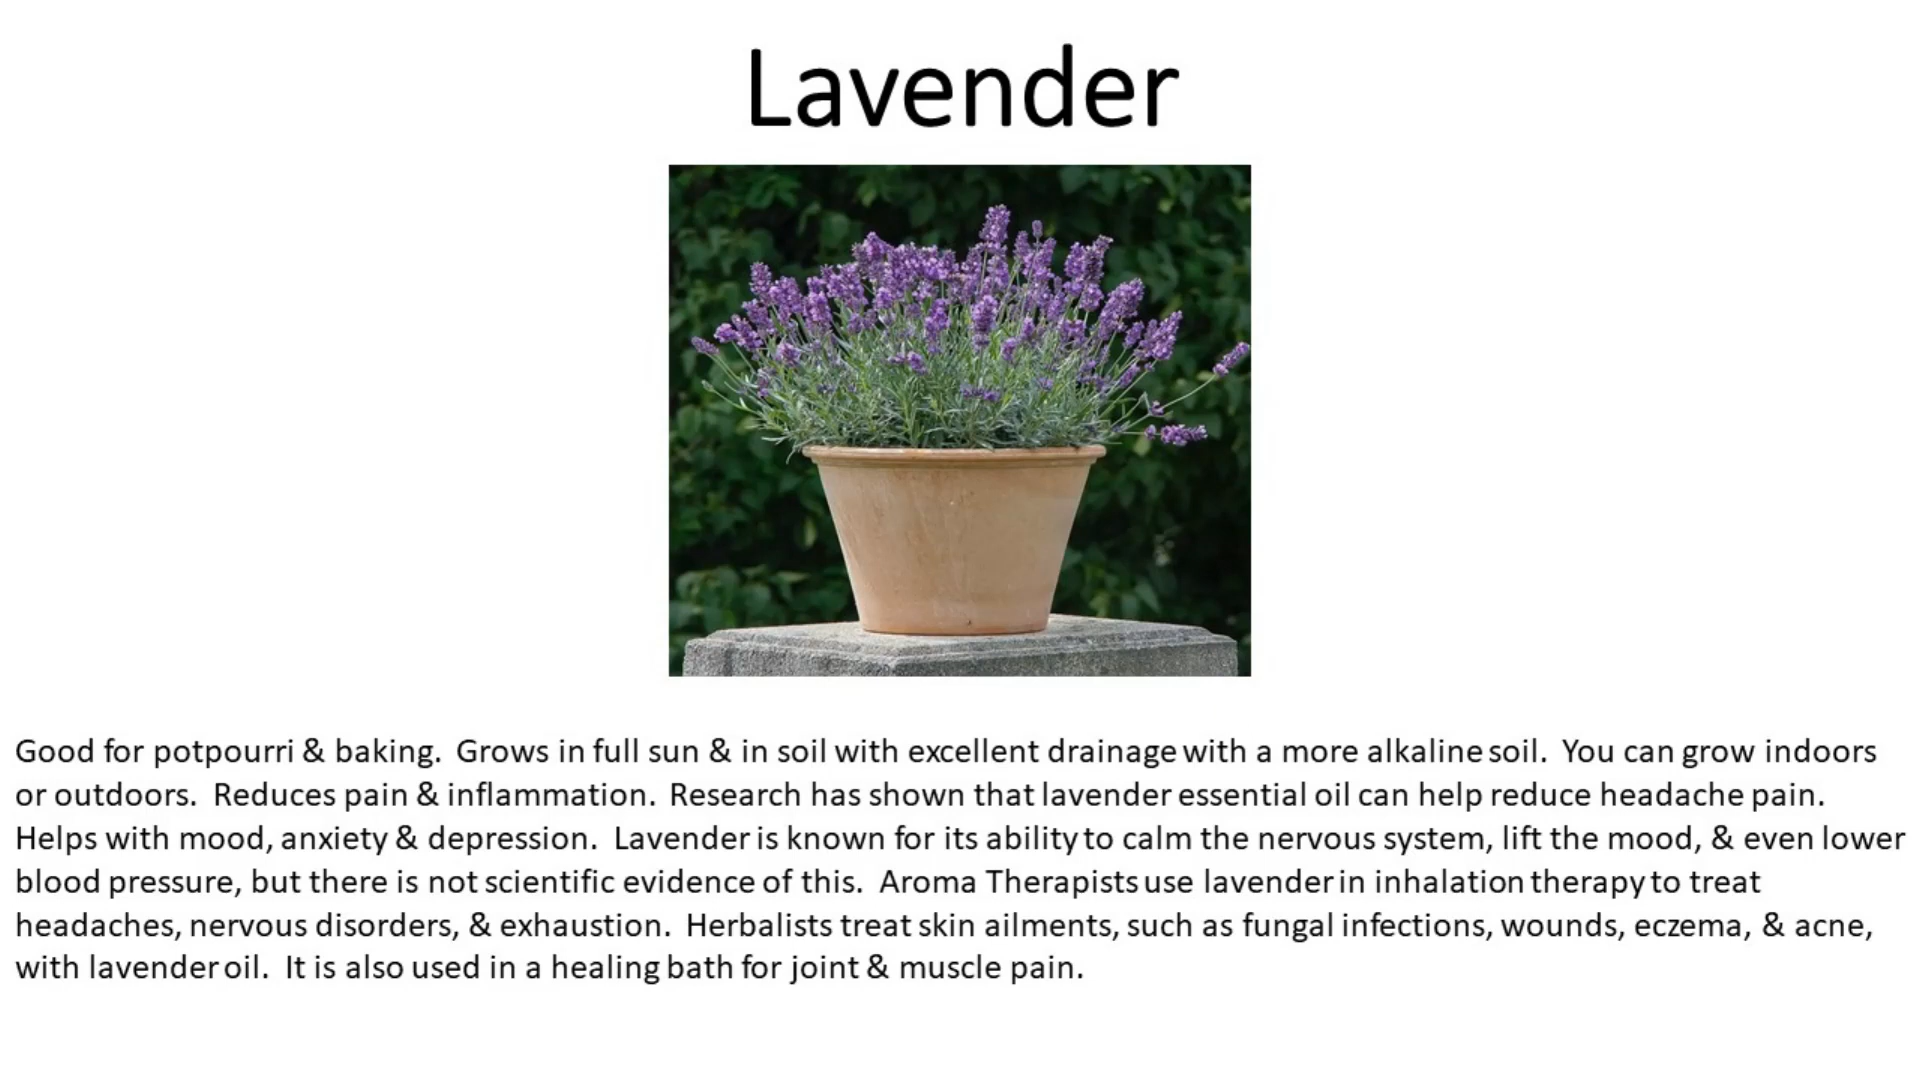 Lavender
Good for potpourri & baking. Grows in full sun & in soil with excellent drainage with a more alkaline soil. You can grow indoors
or outdoors. Reduces pain & inflammation. Research has shown that lavender essential oil can help reduce headache pain.
Helps with mood, anxiety & depression. Lavender is known for its ability to calm the nervous system, lift the mood, & even lower
blood pressure, but there is not scientific evidence of this. Aroma Therapists use lavender in inhalation therapy to treat
headaches, nervous disorders, & exhaustion. Herbalists treat skin ailments, such as fungal infections, wounds, eczema, & acne,
with lavender oil. It is also used in a healing bath for joint & muscle pain.